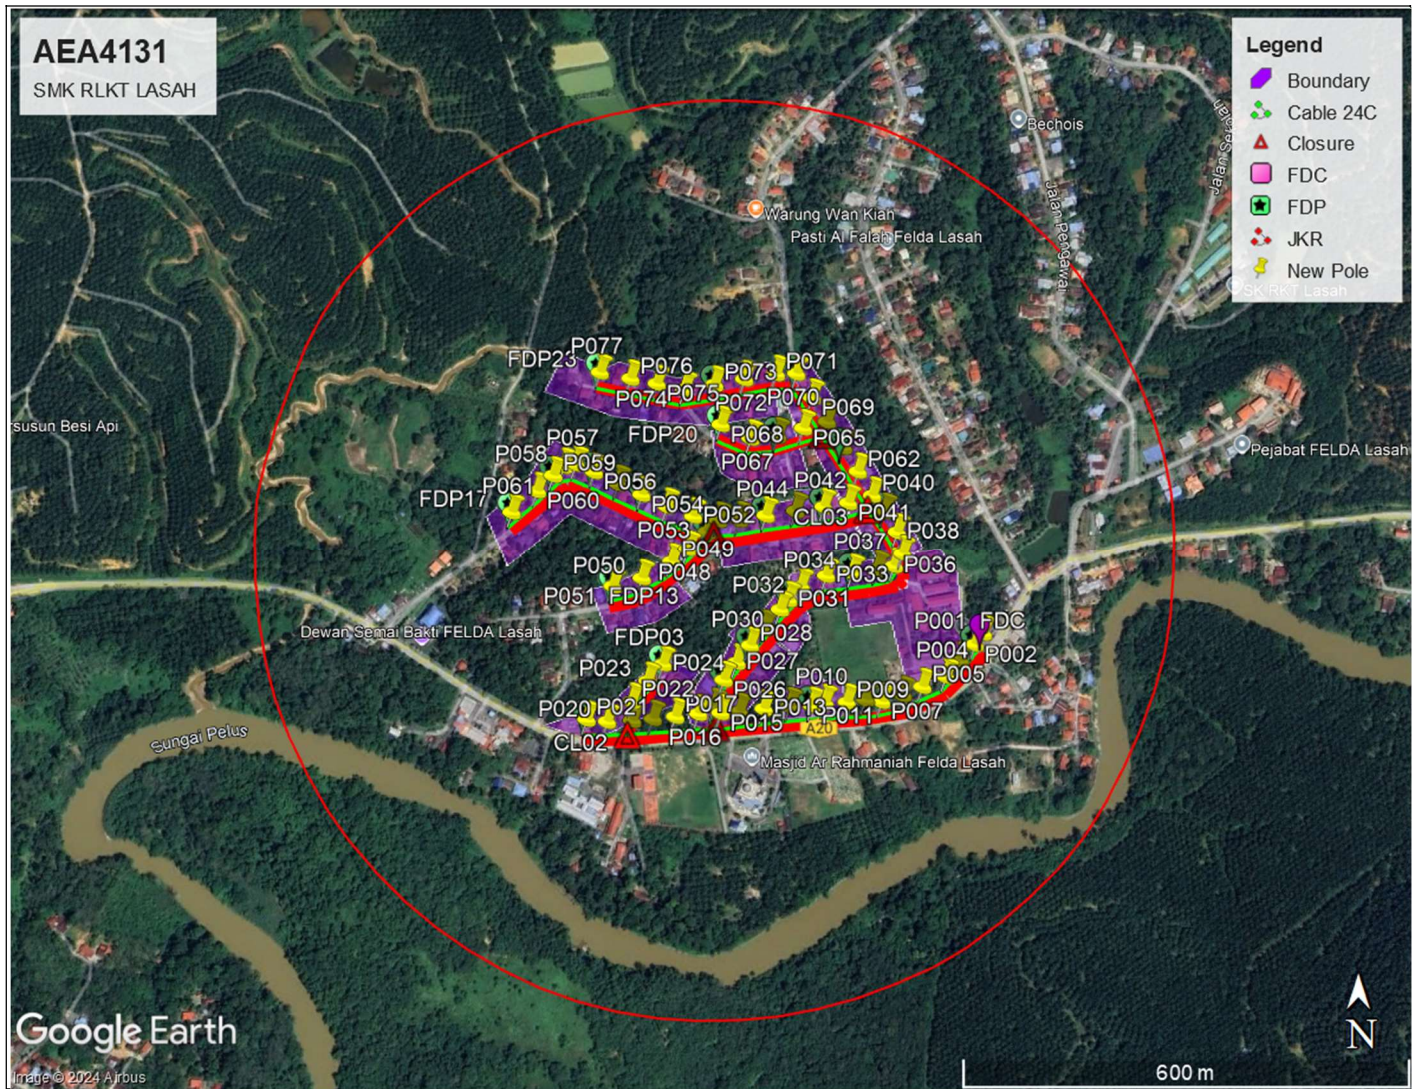 AEA4131
SMK RLKT LASAH
Legend
Boundary
Cable 24C
Closure
FDC
FDP
JKR
New Pole
Bechois
Jalan Pengawai
Warung Wan Kiah
Pasti Al Falah Felda Lasah
SK RKT Lasah
Pejabat FELDA Lasah
susun Besi Api
P077
FDP23
P076
P073
P071
P074
P075
P072
P070
P069
FDP20
P068
P065
P067
P057
P058
P059
P062
P061
P056
P042
P040
FDP17
P060
P044
P054
P052
CL03
P041
P053
P038
P037
P049
P050
P048
P034
P033
P036
P032
P051
FDP13
P031
P030
P001
FDC
Dewan Semai Bakti FELDA Lasah
FDP03
P028
P004
P002
P023
P024
P027
P005
P022
P026
P010
P009
P020
P021
P017
P013
P011
P007
P015
CL02
P016
A20
Sungai Pelus
Masjid Ar Rahmaniah Felda Lasah
Google Earth
Image © 2024 Airbus
N
600 m